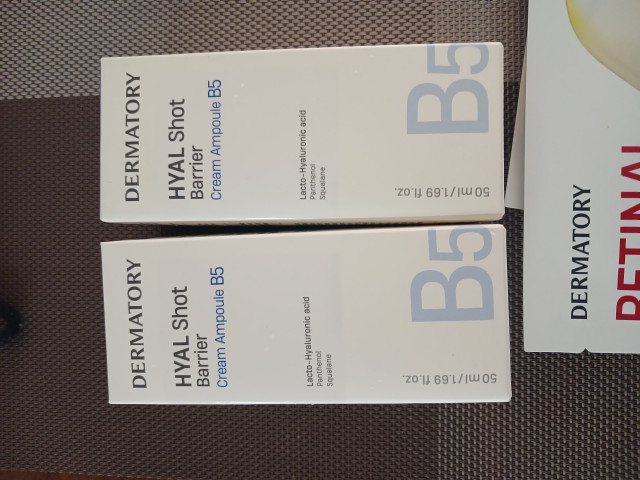 DERMATORY
HYAL Shot
Barrier
Cream Ampoule B5
Lacto-Hyaluronic acid
Panthenol
Squalane
B5
50 ml/1.69 fl.oz.
DERMATORY
HYAL Shot
Barrier
Cream Ampoule B5
Lacto-Hyaluronic acid
Panthenol
Squalane
B5
50 ml/1.69 fl.oz.
DERMATORY
RETINAL